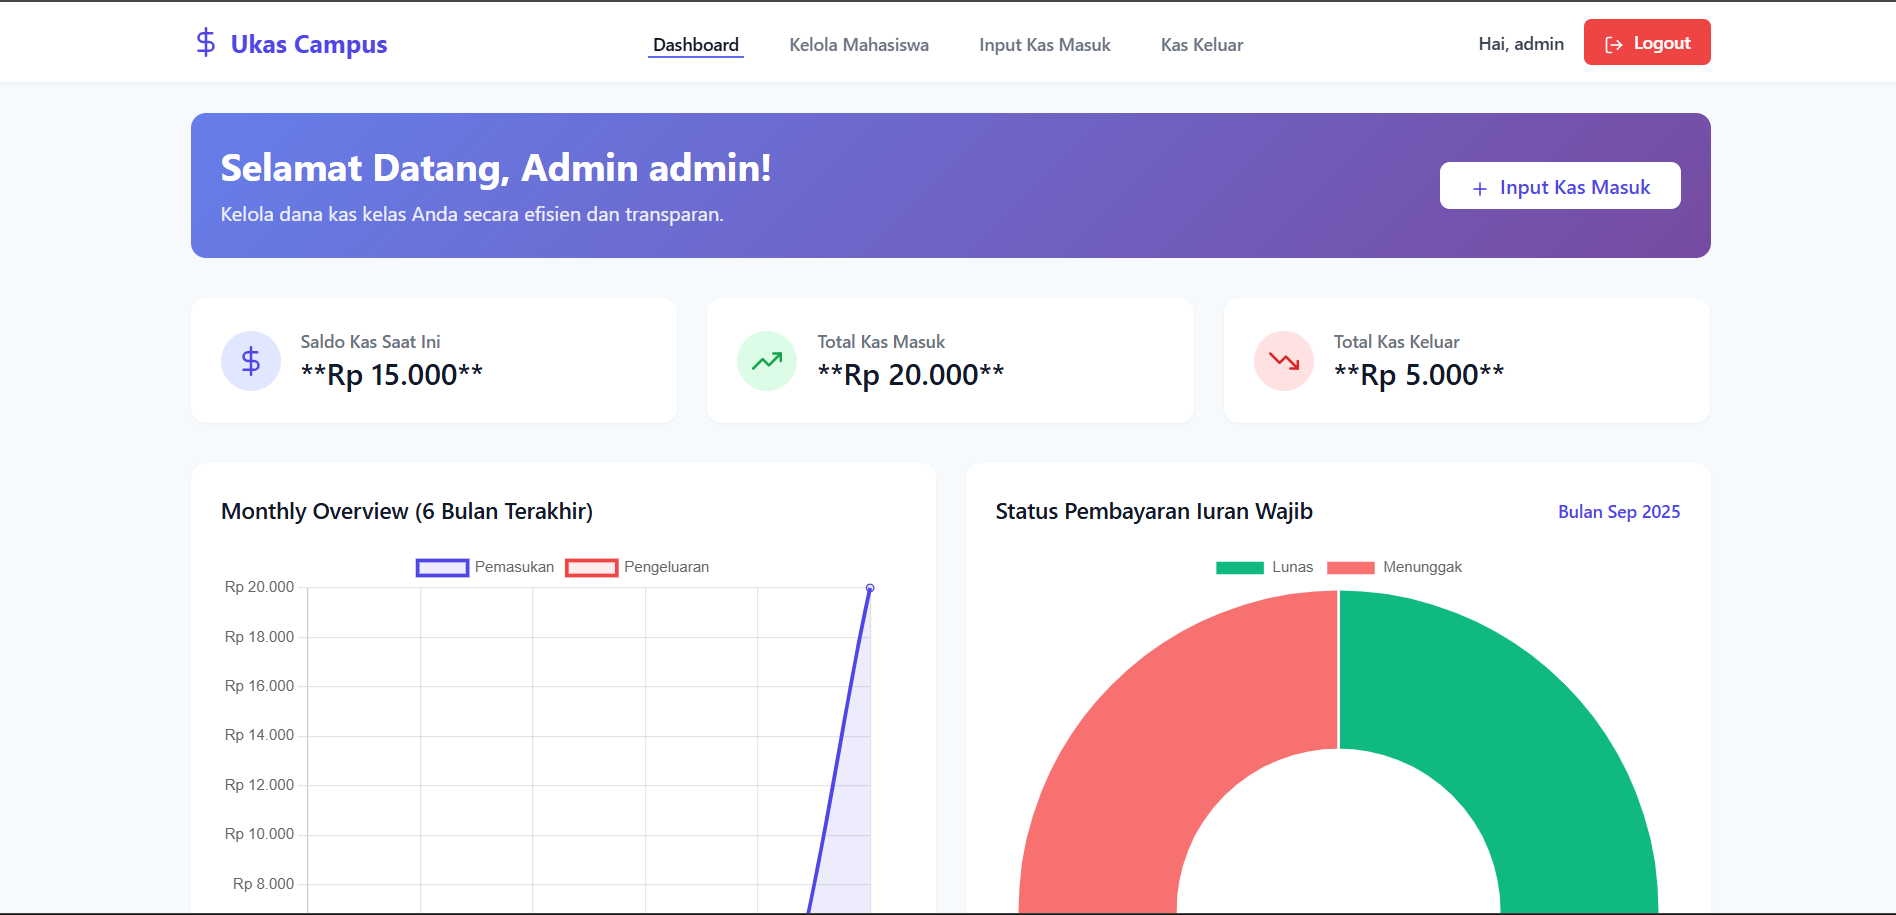 Ukas Campus
Dashboard
Kelola Mahasiswa
Input Kas Masuk
Kas Keluar
Hai, admin
Logout
Selamat Datang, Admin admin!
Kelola dana kas kelas Anda secara efisien dan transparan.
+ Input Kas Masuk
Saldo Kas Saat Ini
**Rp 15.000**
Total Kas Masuk
**Rp 20.000**
Total Kas Keluar
**Rp 5.000**
Monthly Overview (6 Bulan Terakhir)
Pemasukan
Pengeluaran
Rp 20.000
Rp 18.000
Rp 16.000
Rp 14.000
Rp 12.000
Rp 10.000
Rp 8.000
Status Pembayaran Iuran Wajib
Bulan Sep 2025
Lunas
Menunggak